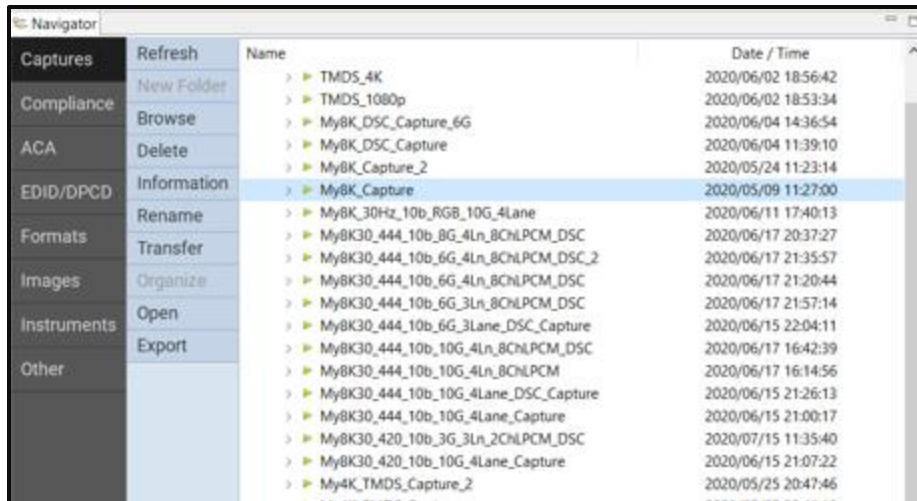 Navigator
Captures
Compliance
ACA
EDID/DPCD
Formats
Images
Instruments
Other
Refresh
New Folder
Browse
Delete
Information
Rename
Transfer
Organize
Open
Export
Name Date / Time
TMDS_4K 2020/06/02 18:56:42
TMDS_1080p 2020/06/02 18:53:34
My8K_DSC_Capture_6G 2020/06/04 14:36:54
My8K_DSC_Capture 2020/06/04 11:39:10
My8K_Capture_2 2020/05/24 11:23:14
My8K_Capture 2020/05/09 11:27:00
My8K_30Hz_10b_RGB_10G_4Lane 2020/06/11 17:40:13
My8K30_444_10b_8G_4Ln_8ChLPCM_DSC 2020/06/17 20:37:27
My8K30_444_10b_6G_4Ln_8ChLPCM_DSC_2 2020/06/17 21:35:57
My8K30_444_10b_6G_4Ln_8ChLPCM_DSC 2020/06/17 21:20:44
My8K30_444_10b_6G_3Ln_8ChLPCM_DSC 2020/06/17 21:57:14
My8K30_444_10b_6G_3Lane_DSC_Capture 2020/06/15 22:04:11
My8K30_444_10b_10G_4Ln_8ChLPCM_DSC 2020/06/17 16:42:39
My8K30_444_10b_10G_4Ln_8ChLPCM 2020/06/17 16:14:56
My8K30_444_10b_10G_4Lane_DSC_Capture 2020/06/15 21:26:13
My8K30_444_10b_10G_4Lane_Capture 2020/06/15 21:00:17
My8K30_420_10b_3G_3Ln_2ChLPCM_DSC 2020/07/15 11:35:40
My8K30_420_10b_10G_4Lane_Capture 2020/06/15 21:07:22
My4K_TMDS_Capture_2 2020/05/25 20:47:46